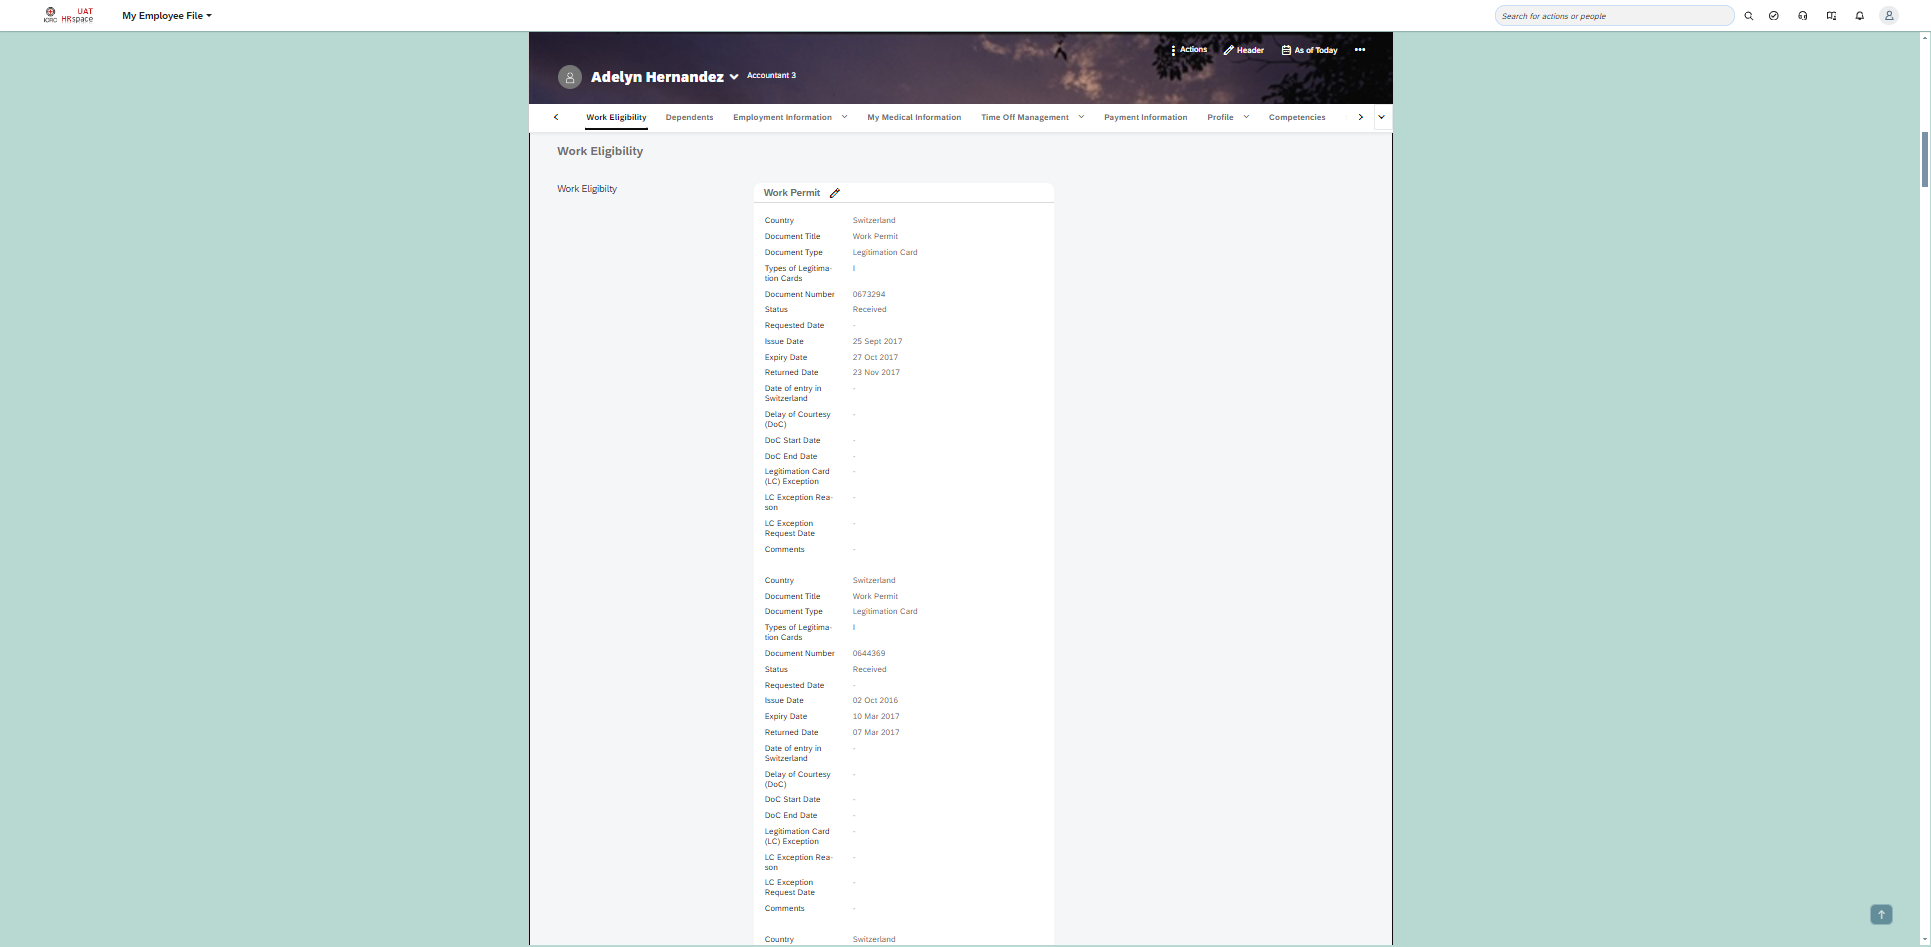 ICRC UAT HRspace
My Employee File
Search for actions or people
Actions
Header
As of Today
Adelyn Hernandez
Accountant 3
Work Eligibility
Dependents
Employment Information
My Medical Information
Time Off Management
Payment Information
Profile
Competencies
Work Eligibility
Work Eligibilty
Work Permit
Country Switzerland
Document Title Work Permit
Document Type Legitimation Card
Types of Legitima- I
tion Cards
Document Number 0673294
Status Received
Requested Date -
Issue Date 25 Sept 2017
Expiry Date 27 Oct 2017
Returned Date 23 Nov 2017
Date of entry in -
Switzerland
Delay of Courtesy -
(DoC)
DoC Start Date -
DoC End Date -
Legitimation Card -
(LC) Exception
LC Exception Rea- -
son
LC Exception -
Request Date
Comments -
Country Switzerland
Document Title Work Permit
Document Type Legitimation Card
Types of Legitima- I
tion Cards
Document Number 0644369
Status Received
Requested Date -
Issue Date 02 Oct 2016
Expiry Date 10 Mar 2017
Returned Date 07 Mar 2017
Date of entry in -
Switzerland
Delay of Courtesy -
(DoC)
DoC Start Date -
DoC End Date -
Legitimation Card -
(LC) Exception
LC Exception Rea- -
son
LC Exception -
Request Date
Comments -
Country Switzerland